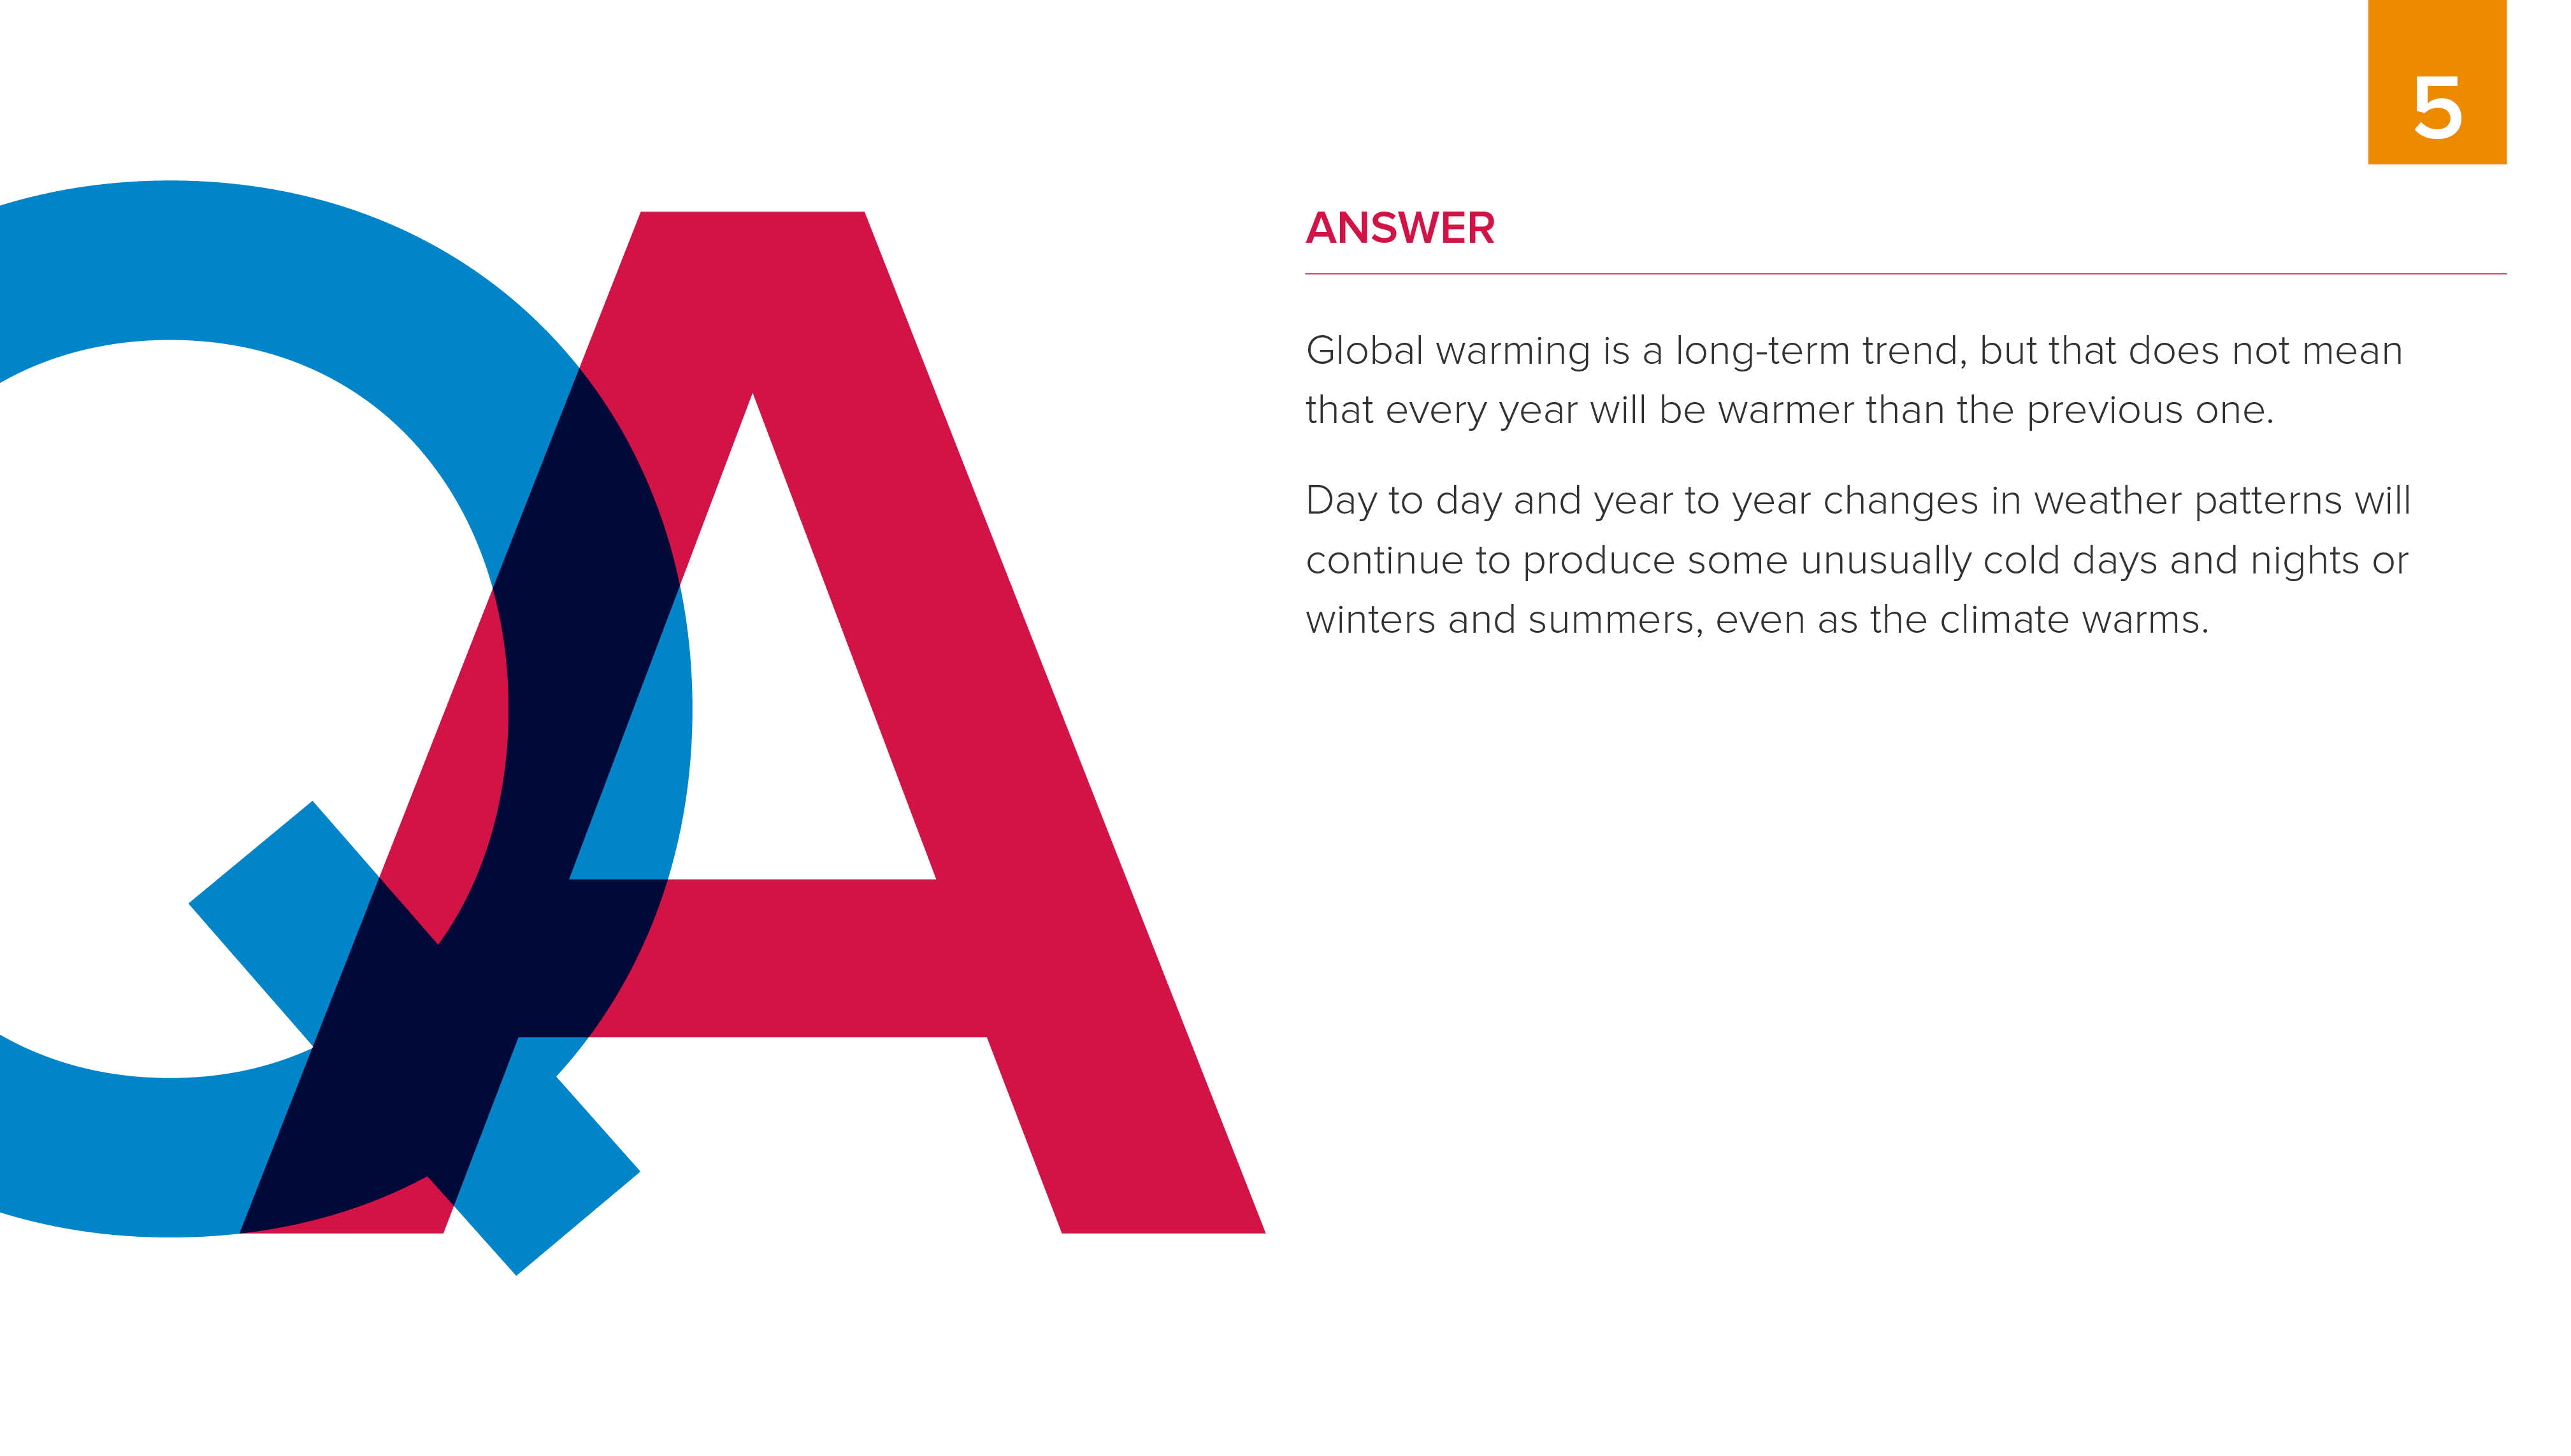 5
QA
ANSWER
Global warming is a long-term trend, but that does not mean
that every year will be warmer than the previous one.
Day to day and year to year changes in weather patterns will
continue to produce some unusually cold days and nights or
winters and summers, even as the climate warms.